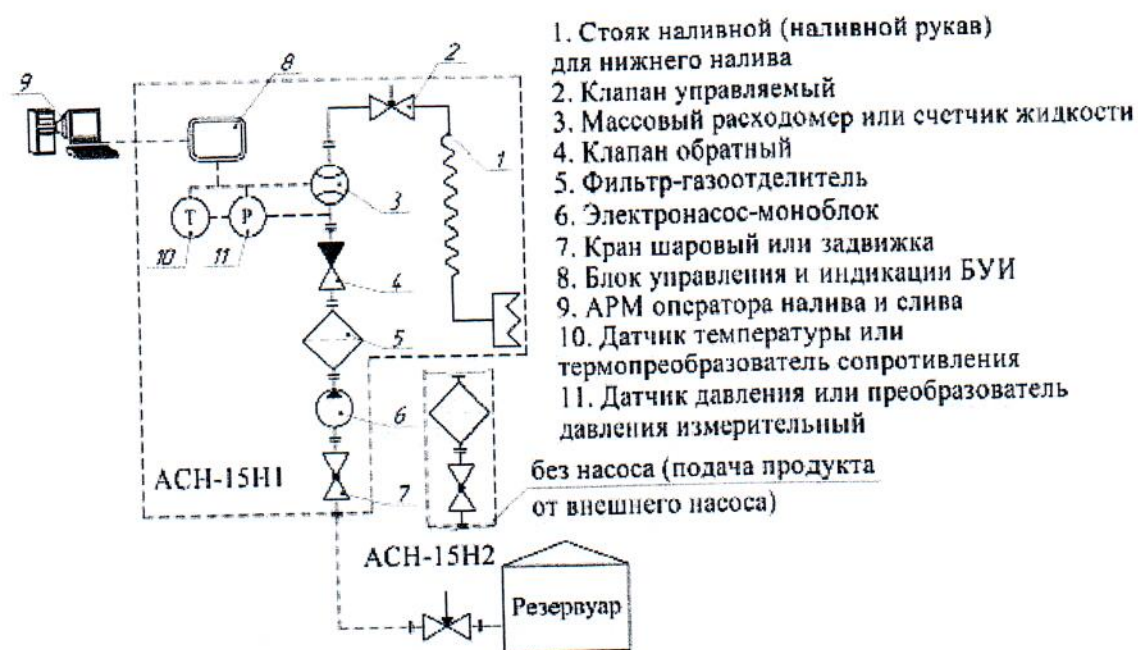 1. Стояк наливной (наливной рукав)
для нижнего налива
2. Клапан управляемый
3. Массовый расходомер или счетчик жидкости
4. Клапан обратный
5. Фильтр-газоотделитель
6. Электронасос-моноблок
7. Кран шаровый или задвижка
8. Блок управления и индикации БУИ
9. АРМ оператора налива и слива
10. Датчик температуры или
термопреобразователь сопротивления
11. Датчик давления или преобразователь
давления измерительный
без насоса (подача продукта
от внешнего насоса)
9
8
2
1
3
Т
Р
10
11
4
5
6
АСН-15Н1
7
АСН-15Н2
Резервуар